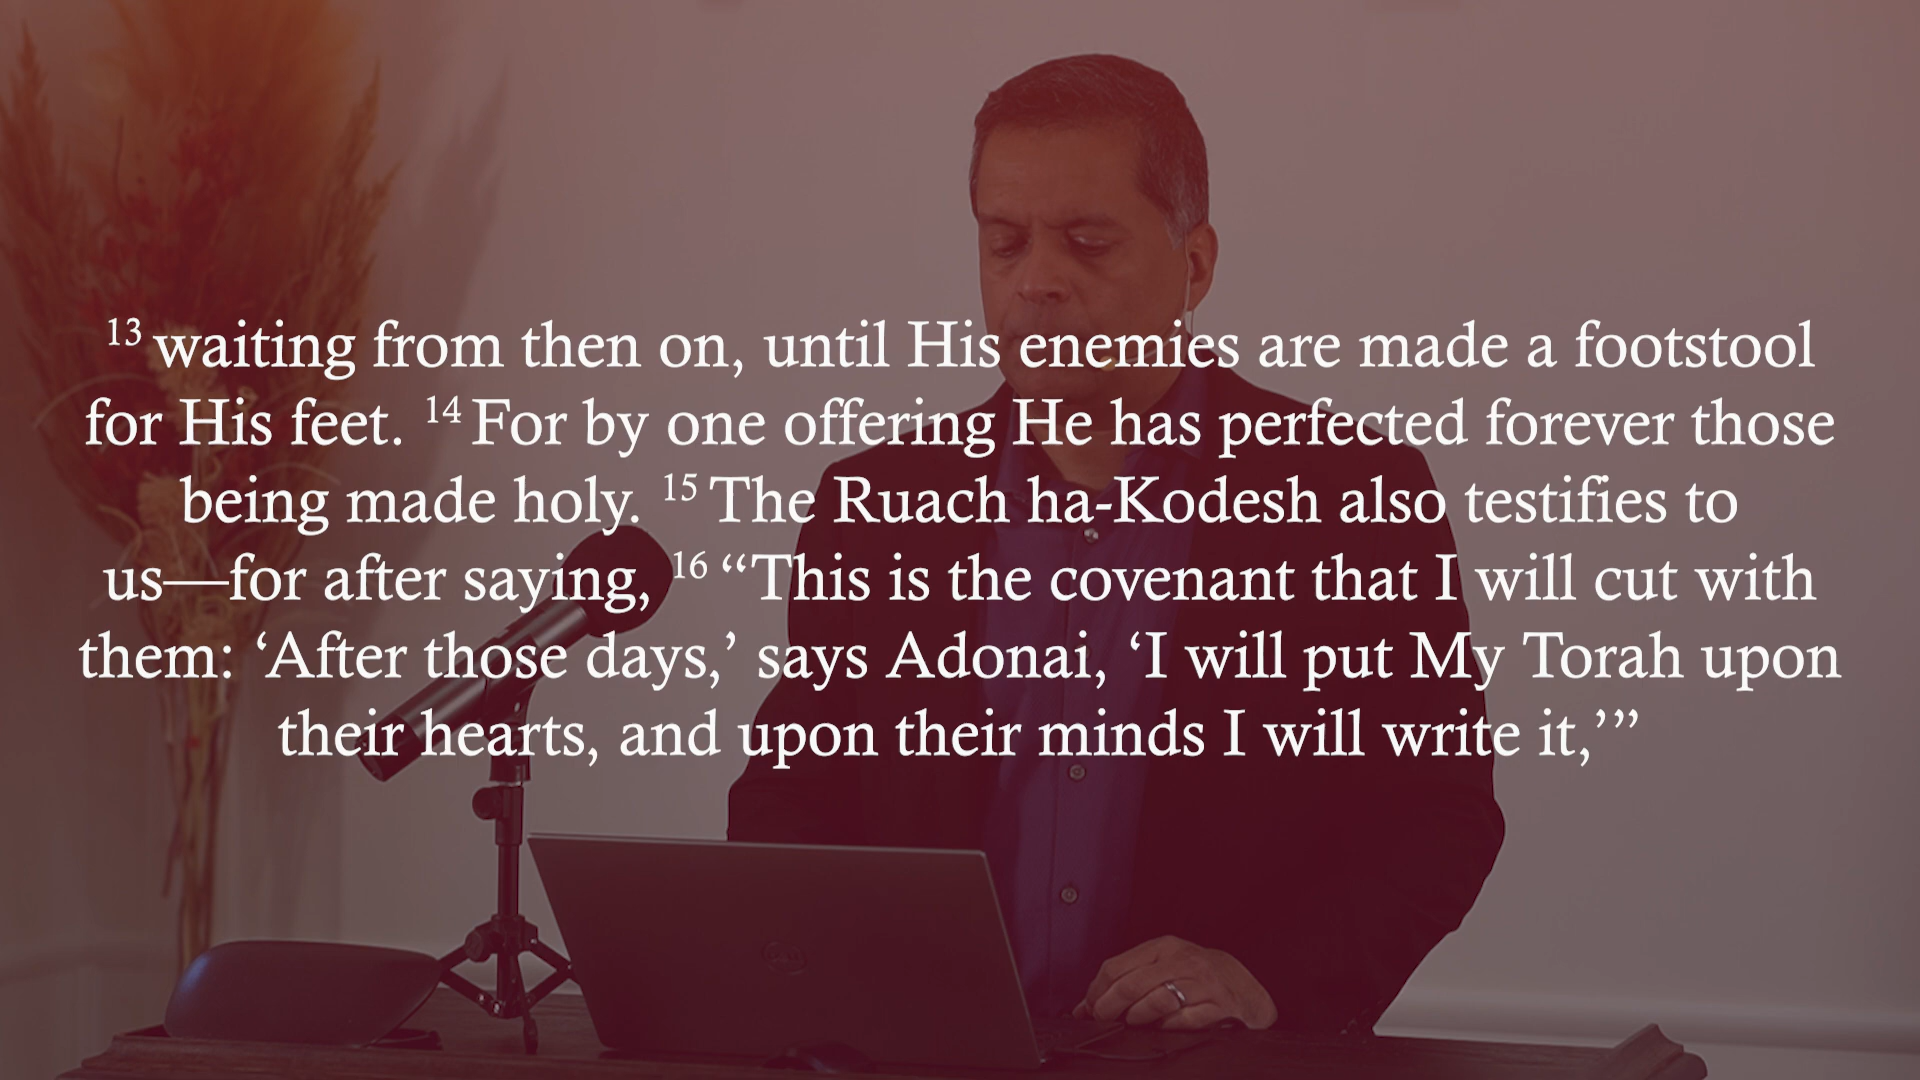 13 waiting from then on, until His enemies are made a footstool
for His feet. 14 For by one offering He has perfected forever those
being made holy. 15 The Ruach ha-Kodesh also testifies to
us—for after saying, 16 “This is the covenant that I will cut with
them: ‘After those days,’ says Adonai, ‘I will put My Torah upon
their hearts, and upon their minds I will write it,’”